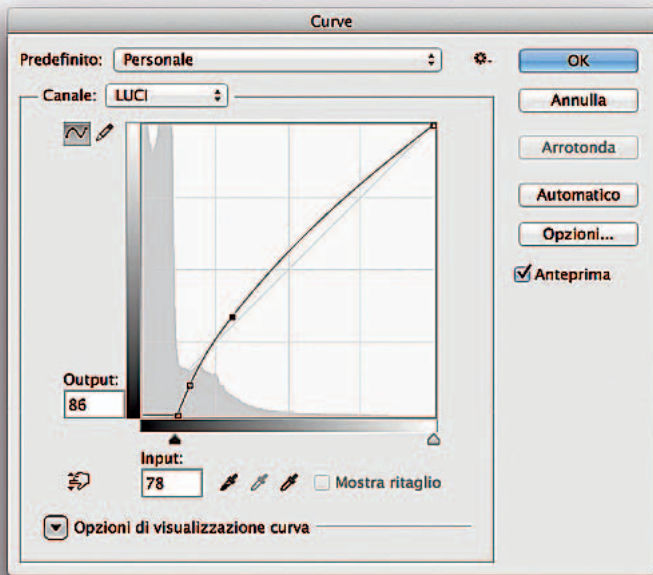 Curve
Predefinito: Personale
OK
Canale: LUCI
Annulla
Arrotonda
Automatico
Opzioni...
Anteprima
Output:
86
Input:
78
Mostra ritaglio
Opzioni di visualizzazione curva